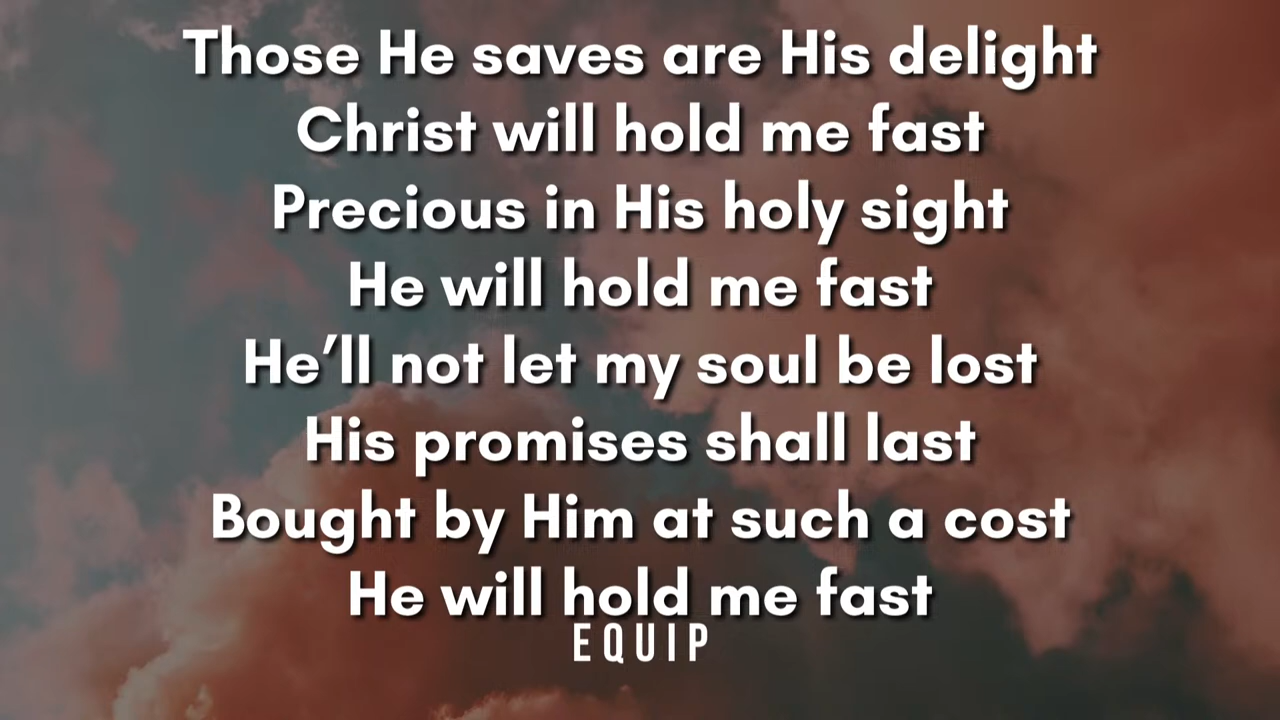 Those He saves are His delight
Christ will hold me fast
Precious in His holy sight
He will hold me fast
He’ll not let my soul be lost
His promises shall last
Bought by Him at such a cost
He will hold me fast
EQUIP